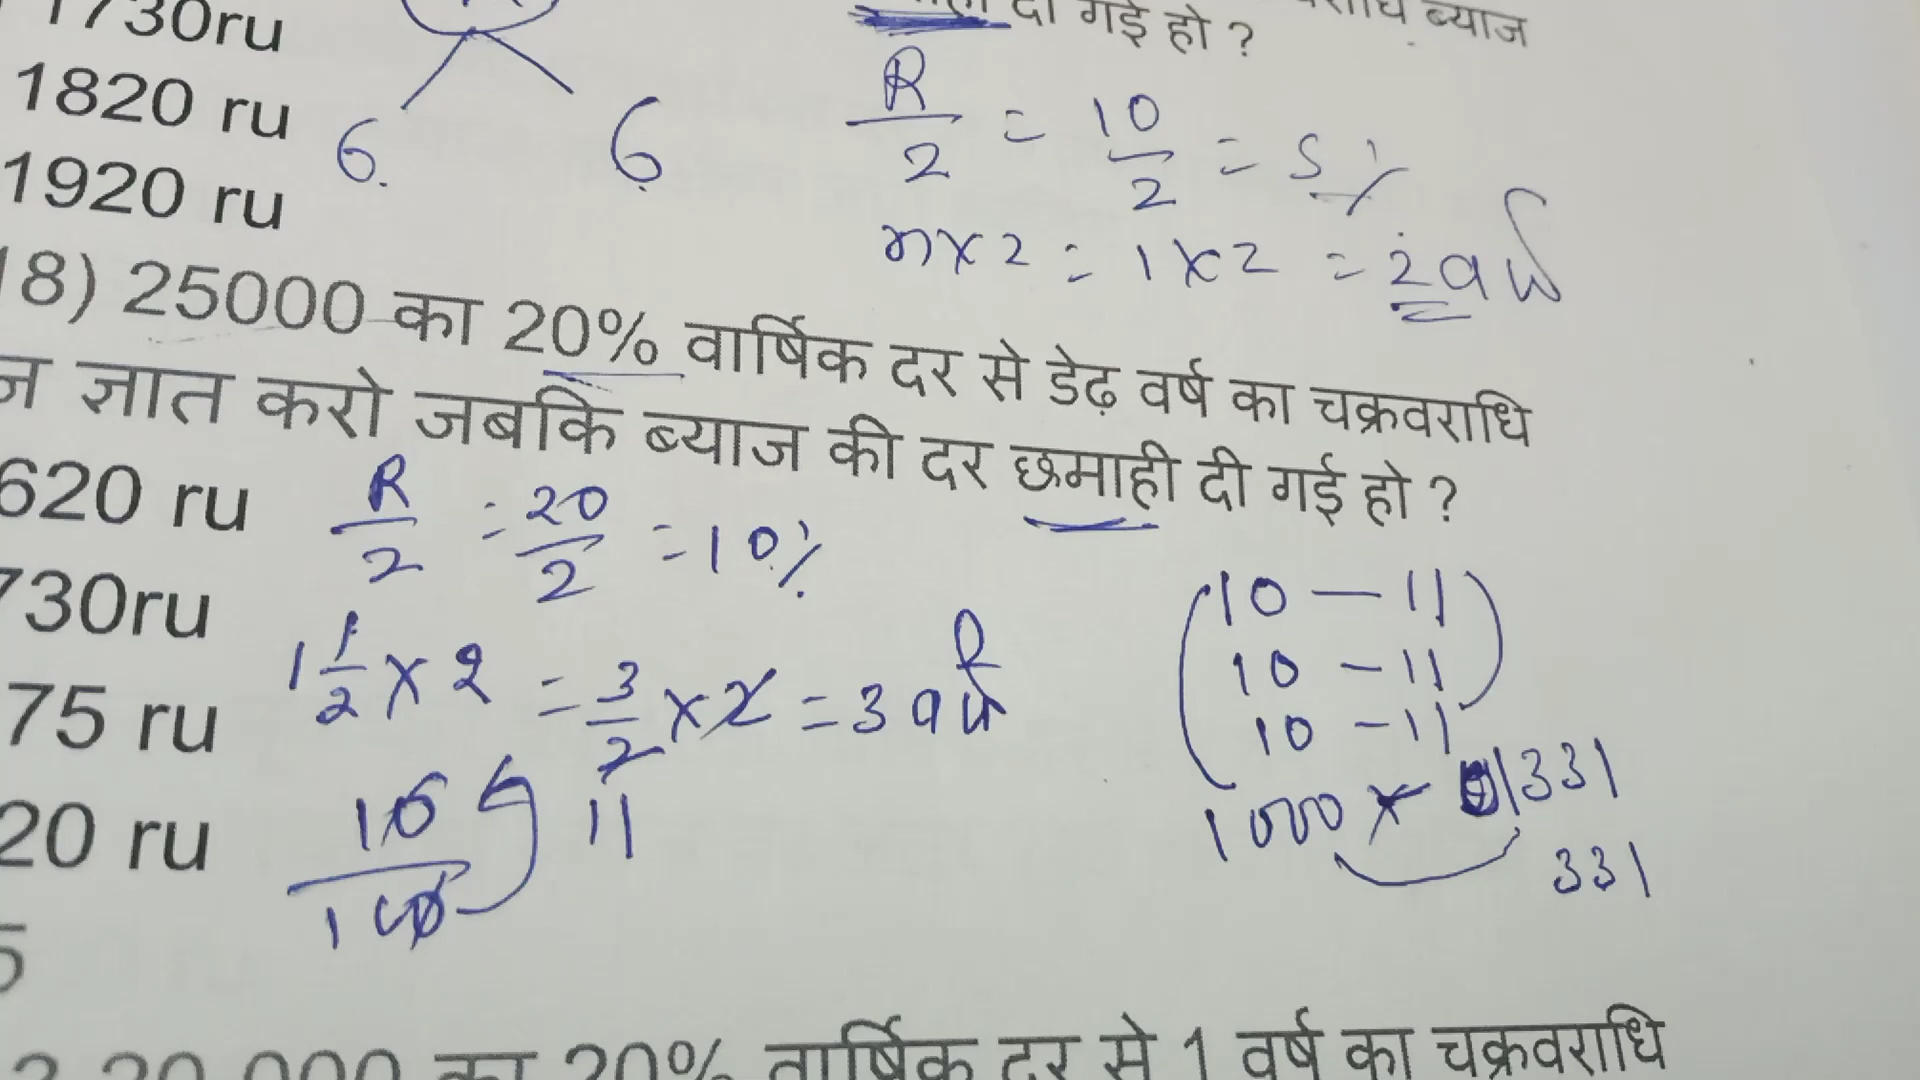 1730ru
दी गई हो ?
ब्याज
1820 ru
6. 6
R/2 = 10/2 = 5%
1920 ru
n×2 = 1×2 = 2 वर्ष
18) 25000 का 20% वार्षिक दर से डेढ़ वर्ष का चक्रवराधि
ज ज्ञात करो जबकि ब्याज की दर छमाही दी गई हो ?
620 ru
R/2 = 20/2 = 10%
730ru
1 1/2 × 2 = 3/2 × 2 = 3 वर्ष
10 — 11
10 — 11
10 — 11
75 ru
1000 × 1331
331
20 ru
10/100 11
5
20,000 का 20% वार्षिक दर से 1 वर्ष का चक्रवराधि